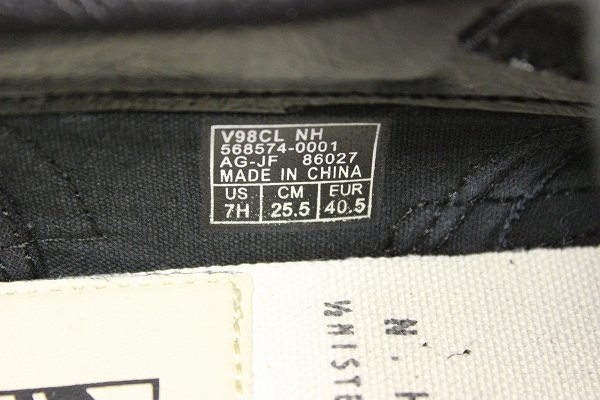 V98CL NH
568574-0001
AG-JF 86027
MADE IN CHINA
US CM EUR
7H 25.5 40.5
N. H